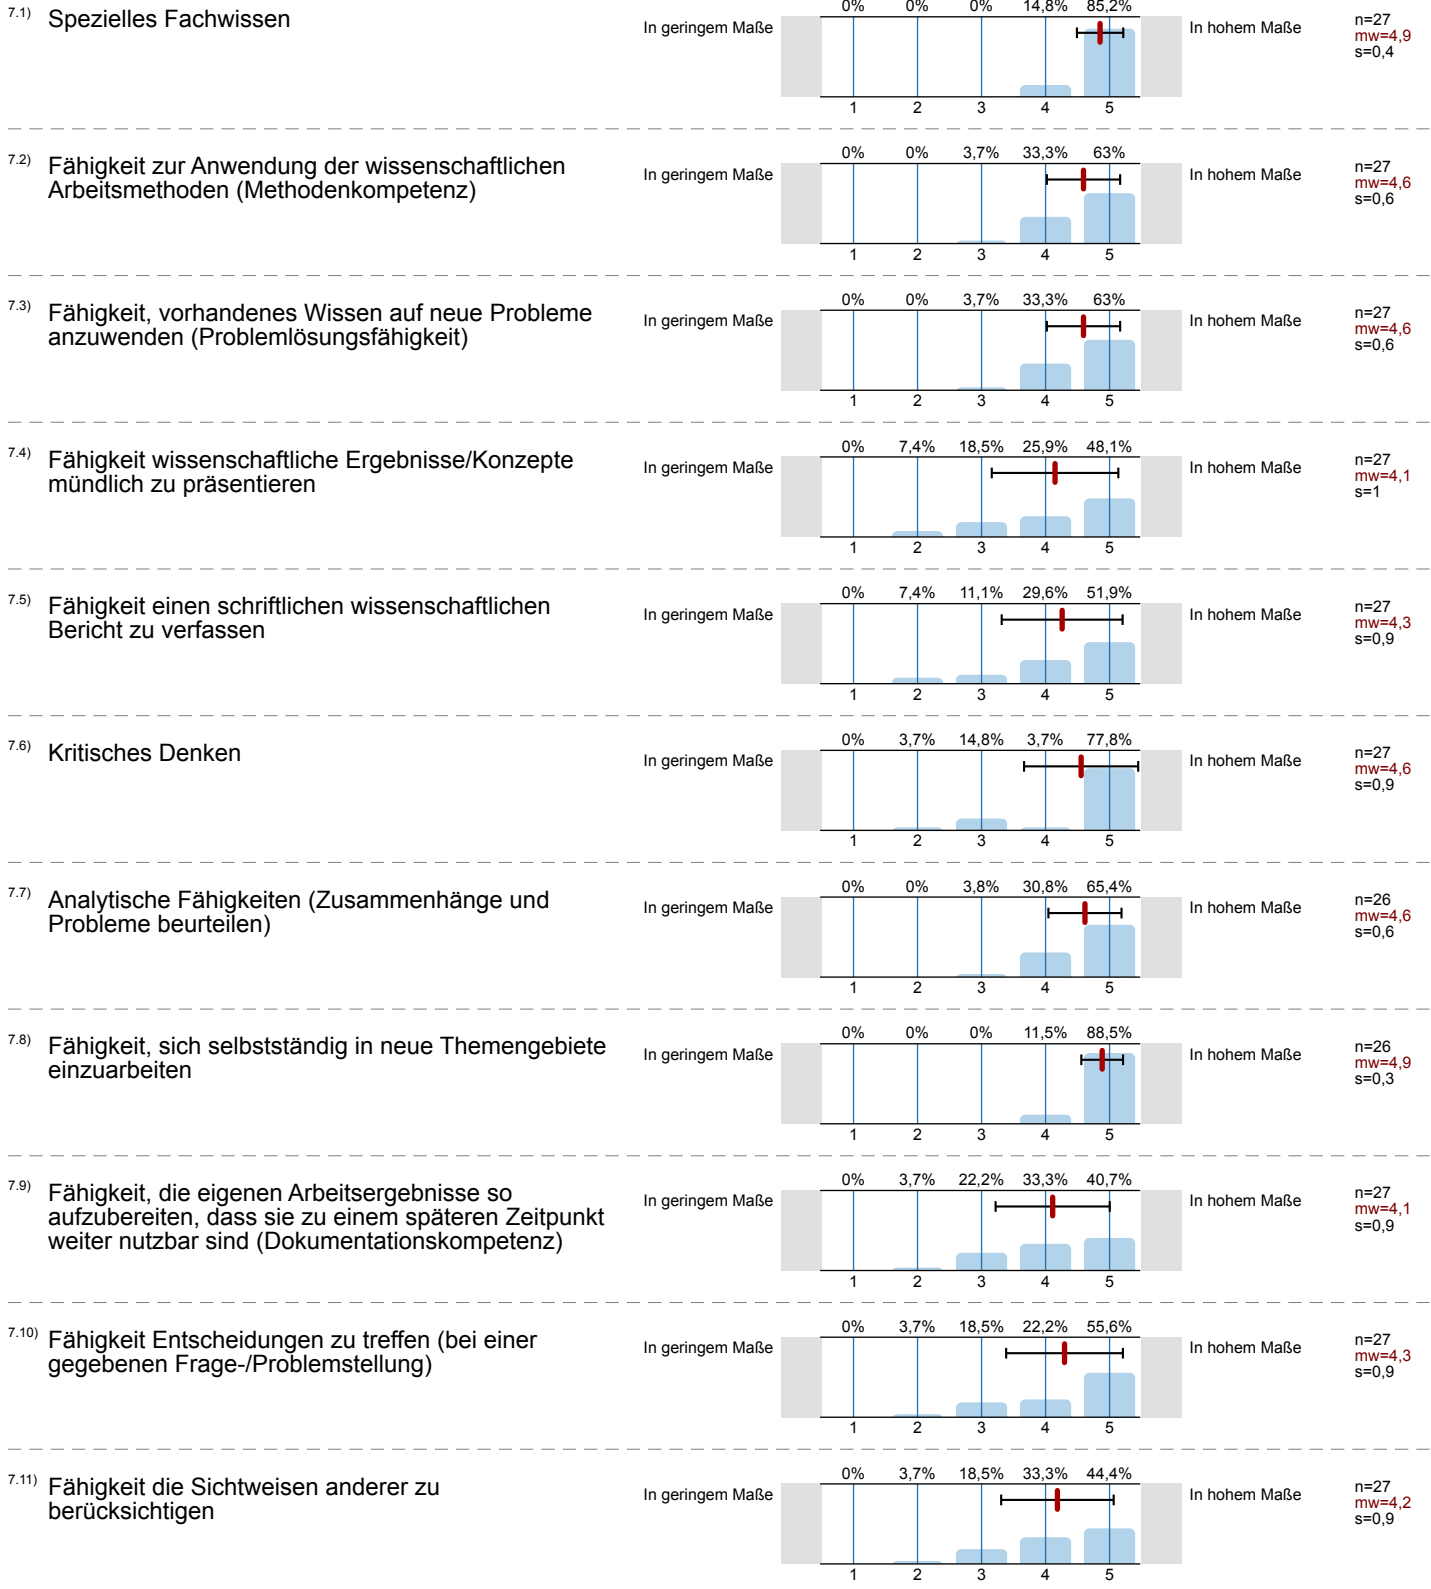 7.1) Spezielles Fachwissen
In geringem Maße
0% 0% 0% 14,8% 85,2%
1 2 3 4 5
In hohem Maße
n=27
mw=4,9
s=0,4
7.2) Fähigkeit zur Anwendung der wissenschaftlichen
Arbeitsmethoden (Methodenkompetenz)
In geringem Maße
0% 0% 3,7% 33,3% 63%
1 2 3 4 5
In hohem Maße
n=27
mw=4,6
s=0,6
7.3) Fähigkeit, vorhandenes Wissen auf neue Probleme
anzuwenden (Problemlösungsfähigkeit)
In geringem Maße
0% 0% 3,7% 33,3% 63%
1 2 3 4 5
In hohem Maße
n=27
mw=4,6
s=0,6
7.4) Fähigkeit wissenschaftliche Ergebnisse/Konzepte
mündlich zu präsentieren
In geringem Maße
0% 7,4% 18,5% 25,9% 48,1%
1 2 3 4 5
In hohem Maße
n=27
mw=4,1
s=1
7.5) Fähigkeit einen schriftlichen wissenschaftlichen
Bericht zu verfassen
In geringem Maße
0% 7,4% 11,1% 29,6% 51,9%
1 2 3 4 5
In hohem Maße
n=27
mw=4,3
s=0,9
7.6) Kritisches Denken
In geringem Maße
0% 3,7% 14,8% 3,7% 77,8%
1 2 3 4 5
In hohem Maße
n=27
mw=4,6
s=0,9
7.7) Analytische Fähigkeiten (Zusammenhänge und
Probleme beurteilen)
In geringem Maße
0% 0% 3,8% 30,8% 65,4%
1 2 3 4 5
In hohem Maße
n=26
mw=4,6
s=0,6
7.8) Fähigkeit, sich selbstständig in neue Themengebiete
einzuarbeiten
In geringem Maße
0% 0% 0% 11,5% 88,5%
1 2 3 4 5
In hohem Maße
n=26
mw=4,9
s=0,3
7.9) Fähigkeit, die eigenen Arbeitsergebnisse so
aufzubereiten, dass sie zu einem späteren Zeitpunkt
weiter nutzbar sind (Dokumentationskompetenz)
In geringem Maße
0% 3,7% 22,2% 33,3% 40,7%
1 2 3 4 5
In hohem Maße
n=27
mw=4,1
s=0,9
7.10) Fähigkeit Entscheidungen zu treffen (bei einer
gegebenen Frage-/Problemstellung)
In geringem Maße
0% 3,7% 18,5% 22,2% 55,6%
1 2 3 4 5
In hohem Maße
n=27
mw=4,3
s=0,9
7.11) Fähigkeit die Sichtweisen anderer zu
berücksichtigen
In geringem Maße
0% 3,7% 18,5% 33,3% 44,4%
1 2 3 4 5
In hohem Maße
n=27
mw=4,2
s=0,9